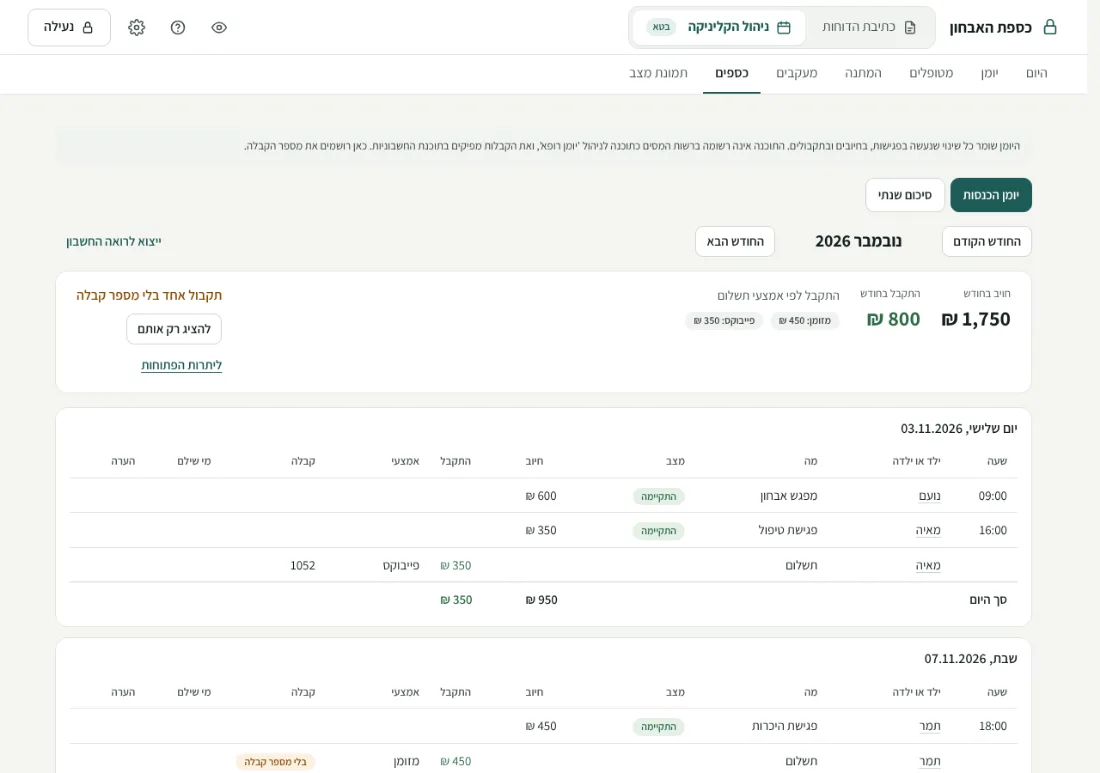 כספת האבחון
כתיבת הדוחות
ניהול הקליניקה בטא
נעילה
היום יומן מטופלים המתנה מעקבים כספים תמונת מצב
היומן שומר כל שינוי שנעשה בפגישות, בחיובים ובתקבולים. התוכנה אינה רשומה ברשות המסים כתוכנה לניהול 'יומן רופא', ואת הקבלות מפיקים בתוכנת החשבוניות. כאן רושמים את מספר הקבלה.
יומן הכנסות סיכום שנתי
החודש הקודם נובמבר 2026 החודש הבא ייצוא לרואה החשבון
חויב בחודש התקבל בחודש התקבל לפי אמצעי תשלום תקבול אחד בלי מספר קבלה
1,750 ₪ 800 ₪ מזומן: 450 ₪ פייבוקס: 350 ₪ להציג רק אותם
ליתרות הפתוחות
יום שלישי, 03.11.2026
שעה ילד או ילדה מה מצב חיוב התקבל אמצעי קבלה מי שילם הערה
09:00 נועם מפגש אבחון התקיימה 600 ₪
16:00 מאיה פגישת טיפול התקיימה 350 ₪
מאיה תשלום 350 ₪ פייבוקס 1052
סך היום 950 ₪ 350 ₪
שבת, 07.11.2026
שעה ילד או ילדה מה מצב חיוב התקבל אמצעי קבלה מי שילם הערה
18:00 תמר פגישת היכרות התקיימה 450 ₪
תמר תשלום 450 ₪ מזומן בלי מספר קבלה